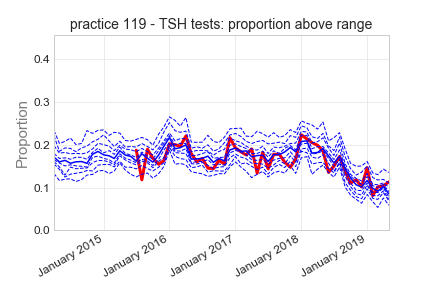 practice 119 - TSH tests: proportion above range
Proportion
0.4
0.3
0.2
0.1
0.0
January 2015
January 2016
January 2017
January 2018
January 2019